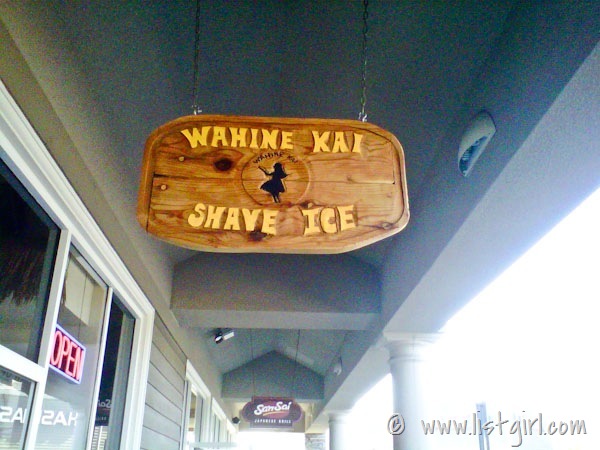 WAHINE KAI
WAHINE KAI
SHAVE ICE
OPEN
SanSai
JAPANESE GRILL
© www.listgirl.com